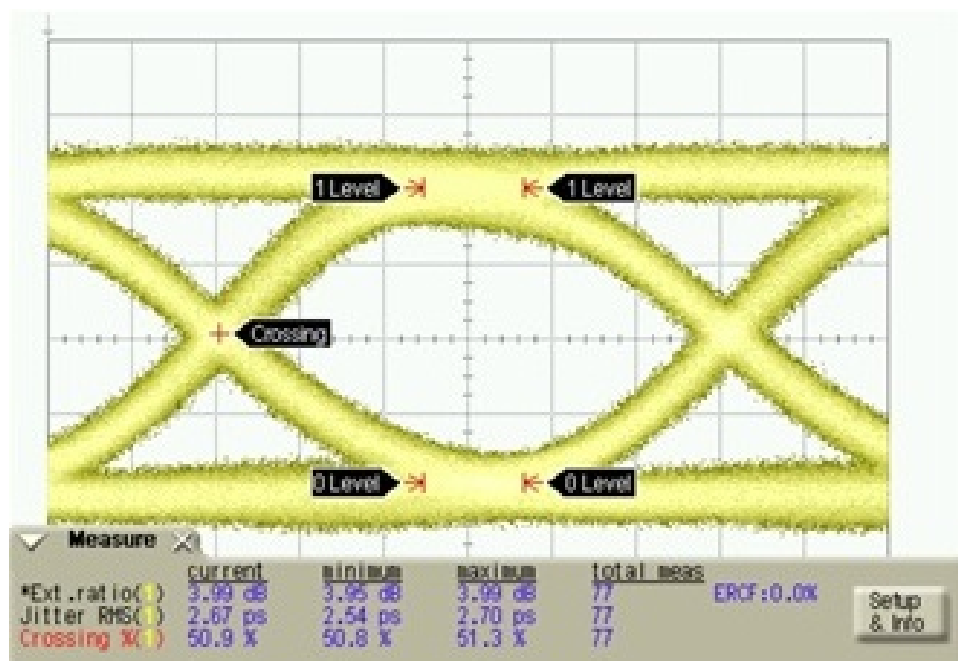 1 Level 1 Level
Crossing
0 Level 0 Level
Measure
current minimum maximum total meas
*Ext.ratio(1) 3.99 dB 3.95 dB 3.99 dB 77 ERCF:0.0%
Jitter RMS(1) 2.67 ps 2.54 ps 2.70 ps 77
Crossing %(1) 50.9 % 50.8 % 51.3 % 77
Setup
& Info